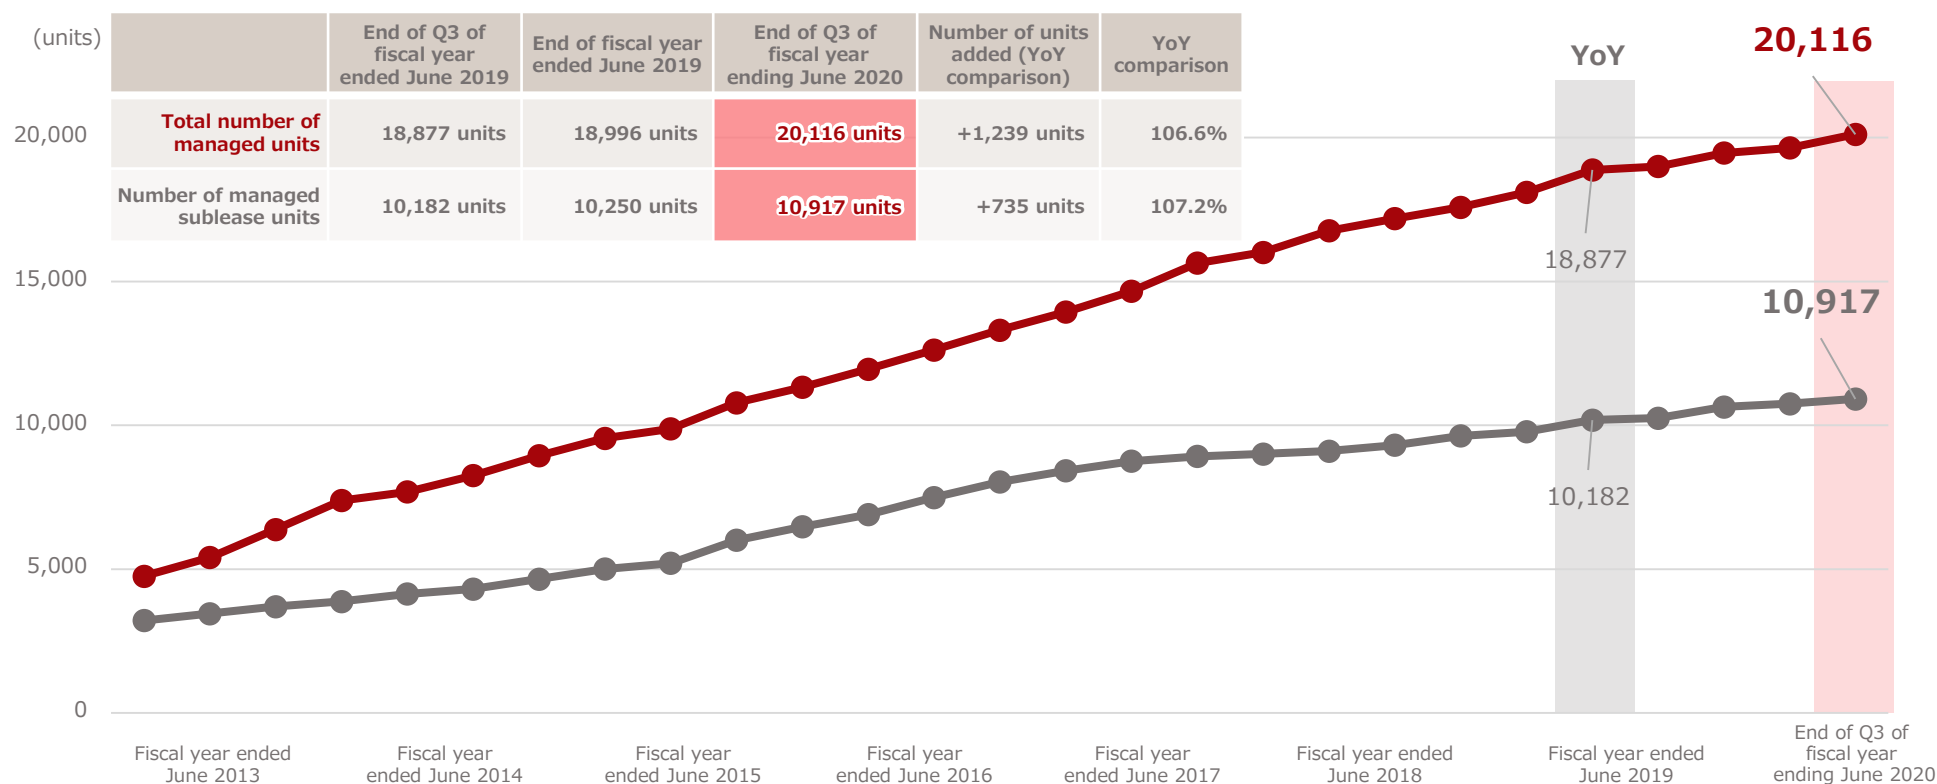 (units)
End of Q3 of
fiscal year
ended June 2019
End of fiscal year
ended June 2019
End of Q3 of
fiscal year
ending June 2020
Number of units
added (YoY
comparison)
YoY
comparison
Total number of
managed units
18,877 units
18,996 units
20,116 units
+1,239 units
106.6%
Number of managed
sublease units
10,182 units
10,250 units
10,917 units
+735 units
107.2%
YoY
20,116
18,877
10,917
10,182
20,000
15,000
10,000
5,000
0
Fiscal year ended
June 2013
Fiscal year
ended June 2014
Fiscal year
ended June 2015
Fiscal year
ended June 2016
Fiscal year
ended June 2017
Fiscal year ended
June 2018
Fiscal year ended
June 2019
End of Q3 of
fiscal year
ending June 2020